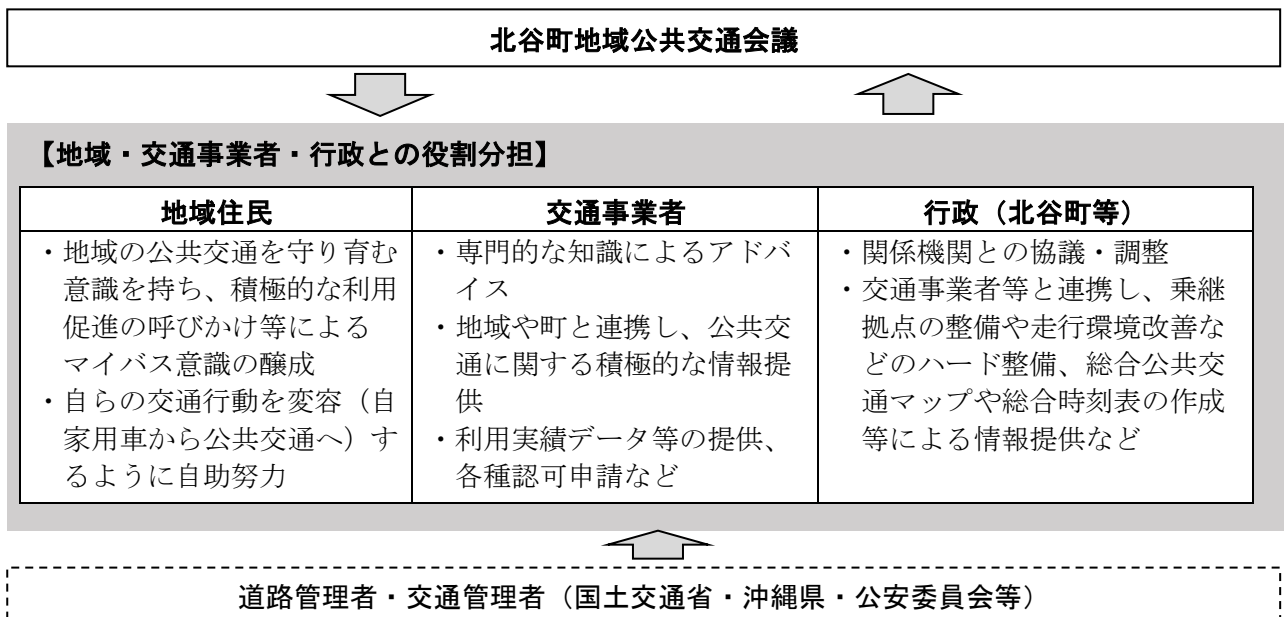 北谷町地域公共交通会議
【地域・交通事業者・行政との役割分担】
地域住民
・地域の公共交通を守り育む
意識を持ち、積極的な利用
促進の呼びかけ等による
マイバス意識の醸成
・自らの交通行動を変容（自
家用車から公共交通へ）す
るように自助努力
交通事業者
・専門的な知識によるアドバ
イス
・地域や町と連携し、公共交
通に関する積極的な情報提
供
・利用実績データ等の提供、
各種認可申請など
行政（北谷町等）
・関係機関との協議・調整
・交通事業者等と連携し、乗継
拠点の整備や走行環境改善な
どのハード整備、総合公共交
通マップや総合時刻表の作成
等による情報提供など
道路管理者・交通管理者（国土交通省・沖縄県・公安委員会等）